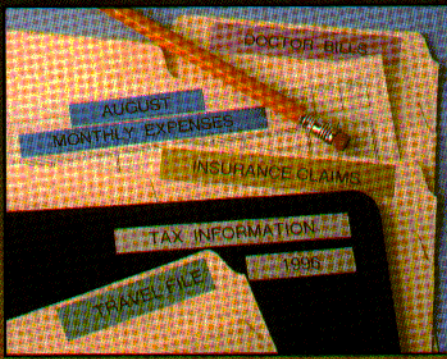 DOCTOR BILLS
AUGUST
MONTHLY EXPENSES
INSURANCE CLAIMS
TAX INFORMATION
1996
TRAVEL FILE